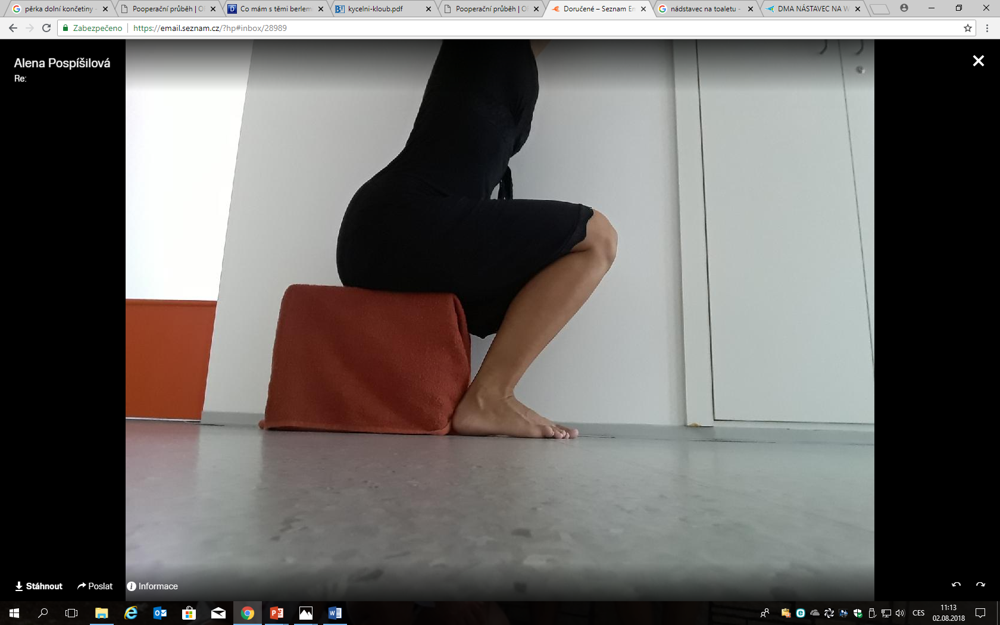 pěrka dolní končetiny -
Pooperační průběh | O
Co mám s těmi berlem
kycelni-kloub.pdf
Pooperační průběh | O
Doručené – Seznam Em
nádstavec na toaletu -
DMA NÁSTAVEC NA W
Zabezpečeno
https://email.seznam.cz/?hp#inbox/28989
Alena Pospíšilová
Re:
Stáhnout
Poslat
Informace
CES
11:13
02.08.2018